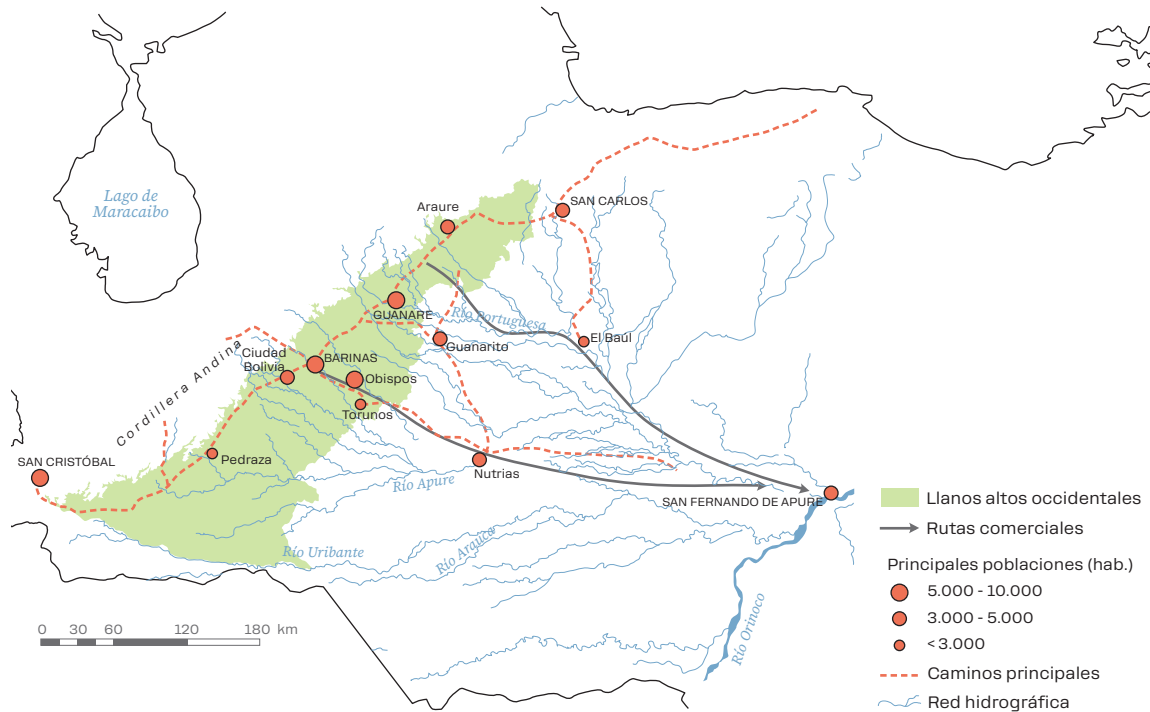 Lago de
Maracaibo
Araure
SAN CARLOS
GUANARE
Río Portuguesa
Guanarito
El Baúl
Cordillera Andina
Ciudad
Bolivia
BARINAS
Obispos
Torunos
SAN CRISTÓBAL
Pedraza
Nutrias
Río Apure
SAN FERNANDO DE APURE
Río Uribante
Río Arauca
Río Orinoco
0 30 60 120 180 km
Llanos altos occidentales
Rutas comerciales
Principales poblaciones (hab.)
5.000 - 10.000
3.000 - 5.000
<3.000
Caminos principales
Red hidrográfica